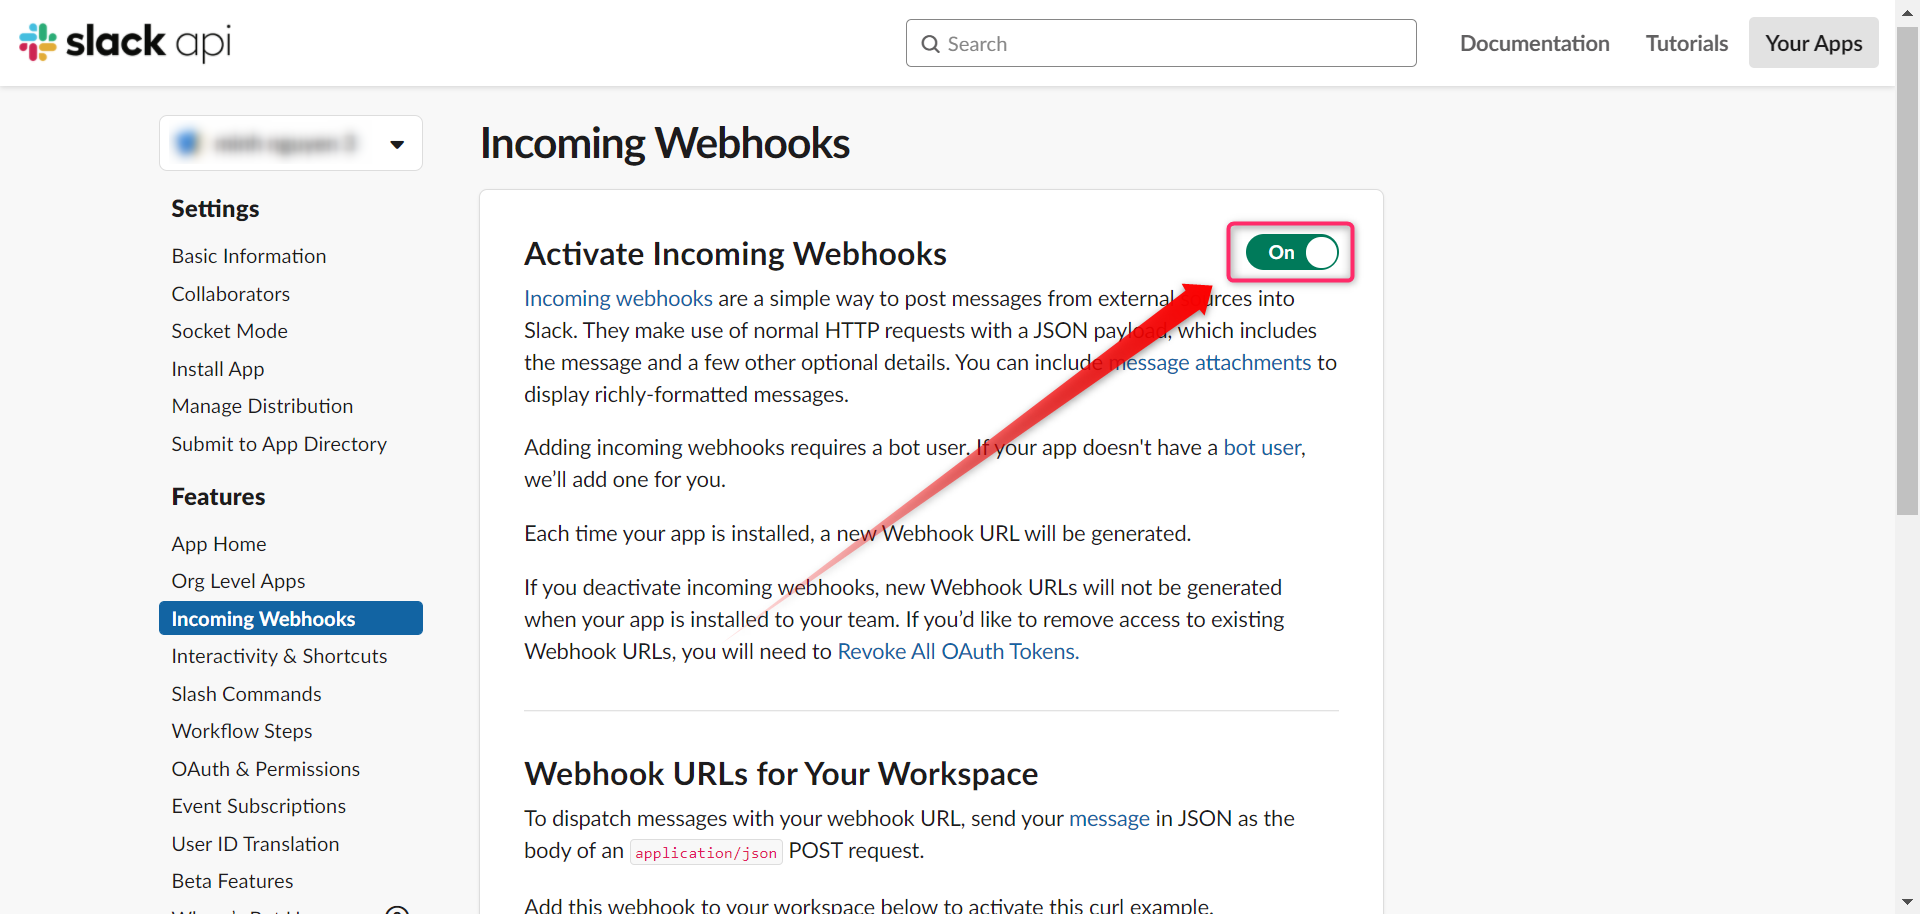 slack api
Search
Documentation
Tutorials
Your Apps
Settings
Basic Information
Collaborators
Socket Mode
Install App
Manage Distribution
Submit to App Directory
Features
App Home
Org Level Apps
Incoming Webhooks
Interactivity & Shortcuts
Slash Commands
Workflow Steps
OAuth & Permissions
Event Subscriptions
User ID Translation
Beta Features
Incoming Webhooks
Activate Incoming Webhooks
On
Incoming webhooks are a simple way to post messages from external sources into
Slack. They make use of normal HTTP requests with a JSON payload, which includes
the message and a few other optional details. You can include message attachments to
display richly-formatted messages.
Adding incoming webhooks requires a bot user. If your app doesn't have a bot user,
we’ll add one for you.
Each time your app is installed, a new Webhook URL will be generated.
If you deactivate incoming webhooks, new Webhook URLs will not be generated
when your app is installed to your team. If you’d like to remove access to existing
Webhook URLs, you will need to Revoke All OAuth Tokens.
Webhook URLs for Your Workspace
To dispatch messages with your webhook URL, send your message in JSON as the
body of an application/json POST request.
Add this webhook to your workspace below to activate this curl example.